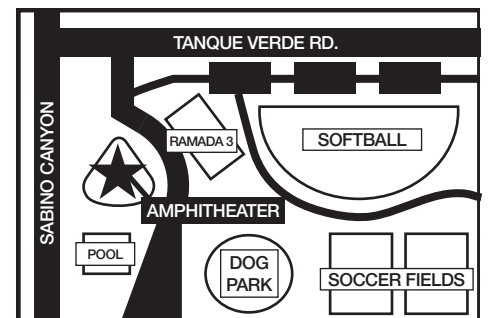 TANQUE VERDE RD.
SABINO CANYON
RAMADA 3
SOFTBALL
AMPHITHEATER
POOL
DOG
PARK
SOCCER FIELDS